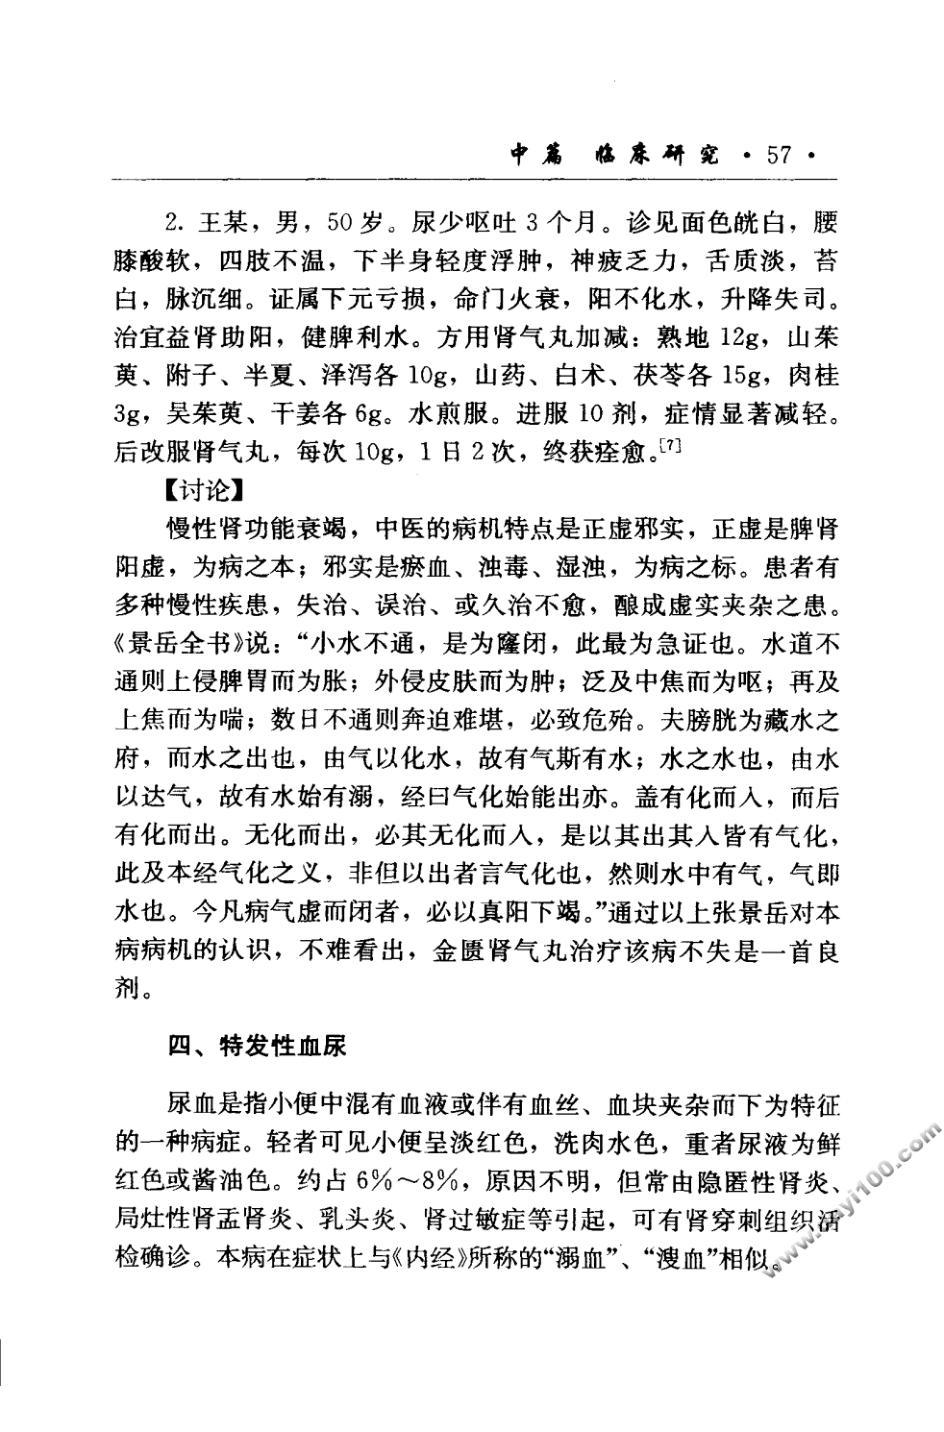 中篇 临床研究 · 57 ·
2. 王某，男，50岁。尿少呕吐3个月。诊见面色㿠白，腰
膝酸软，四肢不温，下半身轻度浮肿，神疲乏力，舌质淡，苔
白，脉沉细。证属下元亏损，命门火衰，阳不化水，升降失司。
治宜益肾助阳，健脾利水。方用肾气丸加减：熟地12g，山茱
萸、附子、半夏、泽泻各10g，山药、白术、茯苓各15g，肉桂
3g，吴茱萸、干姜各6g。水煎服。进服10剂，症情显著减轻。
后改服肾气丸，每次10g，1日2次，终获痊愈。[7]
【讨论】
慢性肾功能衰竭，中医的病机特点是正虚邪实，正虚是脾肾
阳虚，为病之本；邪实是瘀血、浊毒、湿浊，为病之标。患者有
多种慢性疾患，失治、误治、或久治不愈，酿成虚实夹杂之患。
《景岳全书》说：“小水不通，是为窿闭，此最为急证也。水道不
通则上侵脾胃而为胀；外侵皮肤而为肿；泛及中焦而为呕；再及
上焦而为喘；数日不通则奔迫难堪，必致危殆。夫膀胱为藏水之
府，而水之出也，由气以化水，故有气斯有水；水之水也，由水
以达气，故有水始有溺，经曰气化始能出亦。盖有化而入，而后
有化而出。无化而出，必其无化而入，是以其出其入皆有气化，
此及本经气化之义，非但以出者言气化也，然则水中有气，气即
水也。今凡病气虚而闭者，必以真阳下竭。”通过以上张景岳对本
病病机的认识，不难看出，金匮肾气丸治疗该病不失是一首良
剂。
四、特发性血尿
尿血是指小便中混有血液或伴有血丝、血块夹杂而下为特征
的一种病症。轻者可见小便呈淡红色，洗肉水色，重者尿液为鲜
红色或酱油色。约占6%～8%，原因不明，但常由隐匿性肾炎、
局灶性肾盂肾炎、乳头炎、肾过敏症等引起，可有肾穿刺组织活
检确诊。本病在症状上与《内经》所称的“溺血”、“溲血”相似。